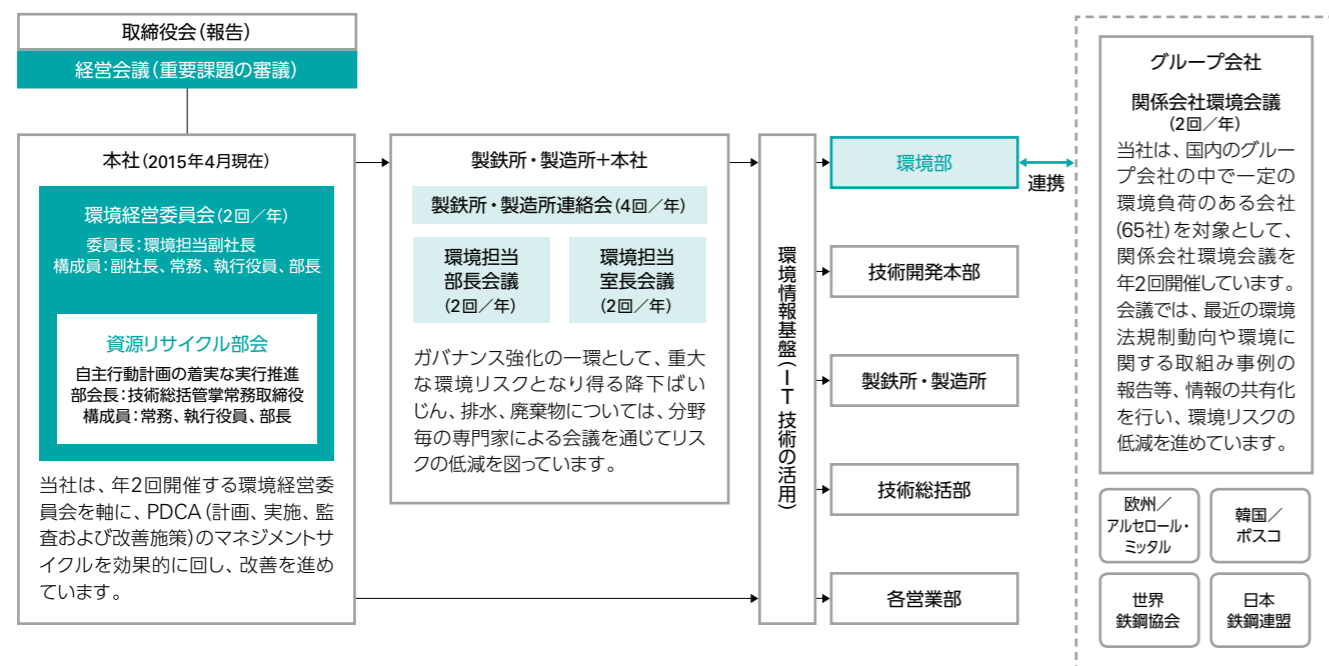 取締役会（報告）
経営会議（重要課題の審議）
本社（2015年4月現在）
環境経営委員会（2回／年）
委員長：環境担当副社長
構成員：副社長、常務、執行役員、部長
資源リサイクル部会
自主行動計画の着実な実行推進
部会長：技術総括管掌常務取締役
構成員：常務、執行役員、部長
当社は、年2回開催する環境経営委
員会を軸に、PDCA（計画、実施、監
査および改善施策）のマネジメントサ
イクルを効果的に回し、改善を進め
ています。
製鉄所・製造所＋本社
製鉄所・製造所連絡会（4回／年）
環境担当
部長会議
（2回／年）
環境担当
室長会議
（2回／年）
ガバナンス強化の一環として、重大
な環境リスクとなり得る降下ばい
じん、排水、廃棄物については、分野
毎の専門家による会議を通じてリス
クの低減を図っています。
環境情報基盤（IT技術の活用）
環境部
技術開発本部
製鉄所・製造所
技術総括部
各営業部
連携
グループ会社
関係会社環境会議
（2回／年）
当社は、国内のグルー
プ会社の中で一定の
環境負荷のある会社
（65社）を対象として、
関係会社環境会議を
年2回開催しています。
会議では、最近の環境
法規制動向や環境に
関する取組み事例の
報告等、情報の共有化
を行い、環境リスクの
低減を進めています。
欧州／
アルセロール・
ミッタル
韓国／
ポスコ
世界
鉄鋼協会
日本
鉄鋼連盟